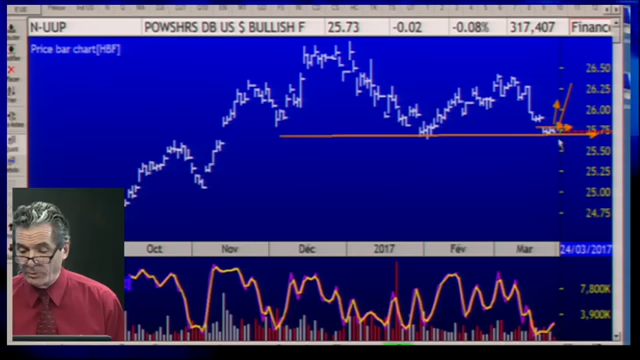 N-UUP POWSHRS DB US $ BULLISH F 25.73 -0.02 -0.08% 317,407 Financ
Price bar chart[HBF]
26.50
26.25
26.00
25.75
25.50
25.25
25.00
24.75
Oct Nov Déc 2017 Fév Mar 24/03/2017
7,800K
3,900K